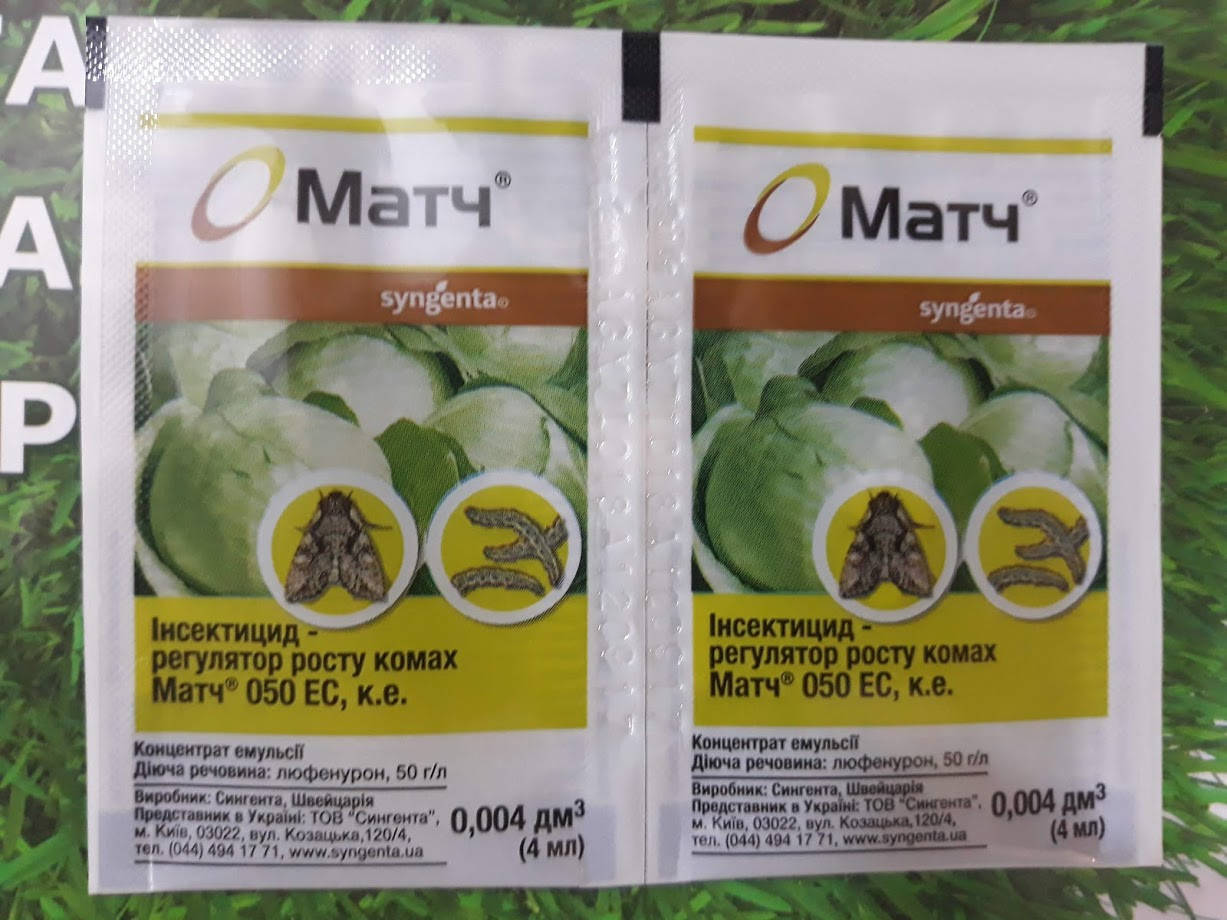 ТА
А
Р
Матч®
syngenta
Інсектицид -
регулятор росту комах
Матч® 050 ЕС, к.е.
Концентрат емульсії
Діюча речовина: люфенурон, 50 г/л
Виробник: Сингента, Швейцарія
Представник в Україні: ТОВ "Сингента",
м. Київ, 03022, вул. Козацька,120/4,
тел. (044) 494 17 71, www.syngenta.ua
0,004 дм³
(4 мл)
Матч®
syngenta
Інсектицид -
регулятор росту комах
Матч® 050 ЕС, к.е.
Концентрат емульсії
Діюча речовина: люфенурон, 50 г/л
Виробник: Сингента, Швейцарія
Представник в Україні: ТОВ "Сингента",
м. Київ, 03022, вул. Козацька,120/4,
тел. (044) 494 17 71, www.syngenta.ua
0,004 дм³
(4 мл)